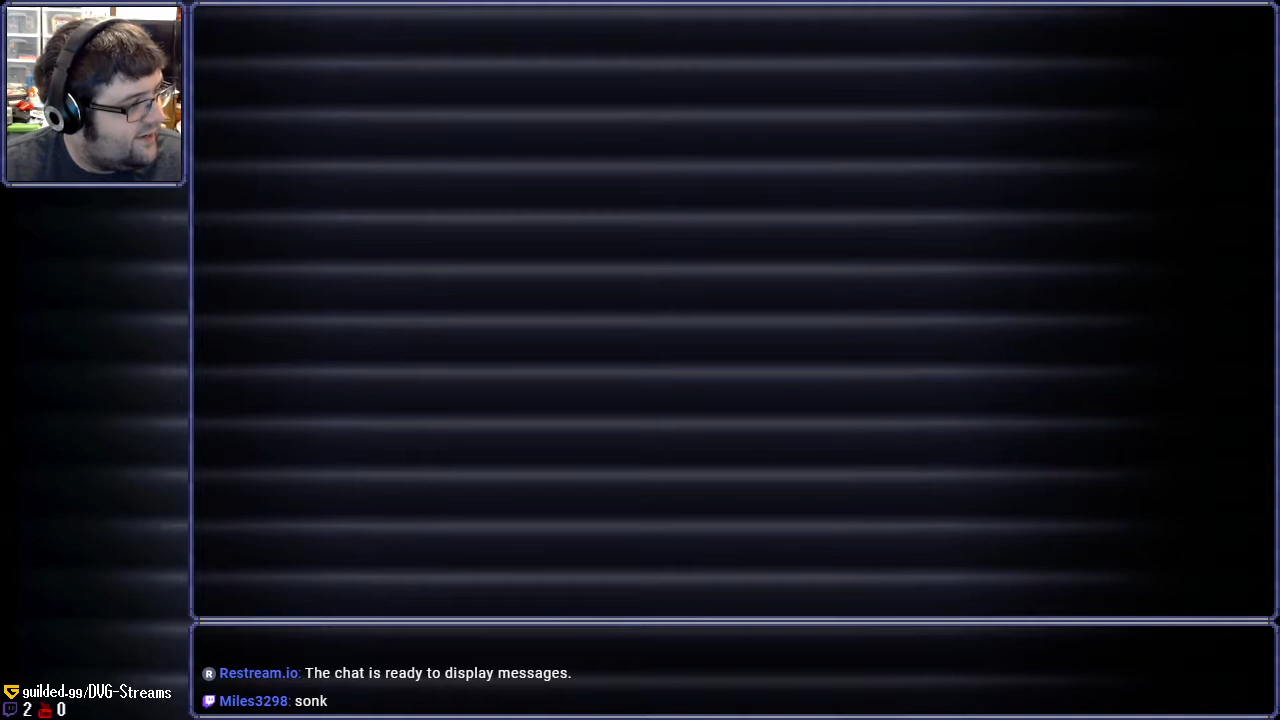 Restream.io: The chat is ready to display messages.
Miles3298: sonk
guilded.gg/DVG-Streams
2 0